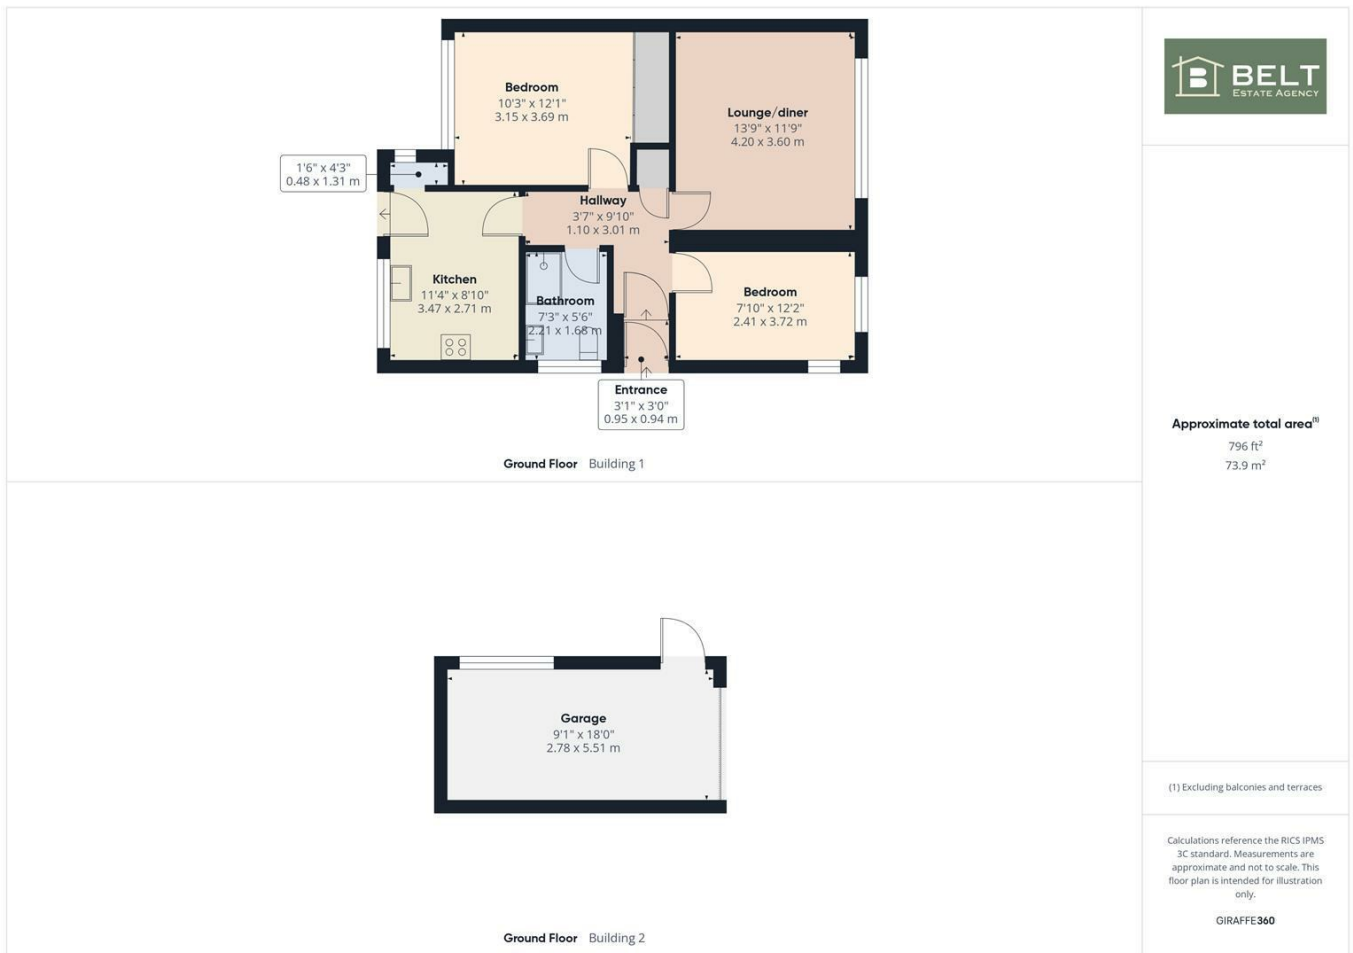 Bedroom
10'3" x 12'1"
3.15 x 3.69 m
Lounge/diner
13'9" x 11'9"
4.20 x 3.60 m
1'6" x 4'3"
0.48 x 1.31 m
Hallway
3'7" x 9'10"
1.10 x 3.01 m
Kitchen
11'4" x 8'10"
3.47 x 2.71 m
Bathroom
7'3" x 5'6"
2.21 x 1.68 m
Bedroom
7'10" x 12'2"
2.41 x 3.72 m
Entrance
3'1" x 3'0"
0.95 x 0.94 m
Ground Floor Building 1
Garage
9'1" x 18'0"
2.78 x 5.51 m
Ground Floor Building 2
B BELT
ESTATE AGENCY
Approximate total area(1)
796 ft²
73.9 m²
(1) Excluding balconies and terraces
Calculations reference the RICS IPMS
3C standard. Measurements are
approximate and not to scale. This
floor plan is intended for illustration
only.
GIRAFFE360